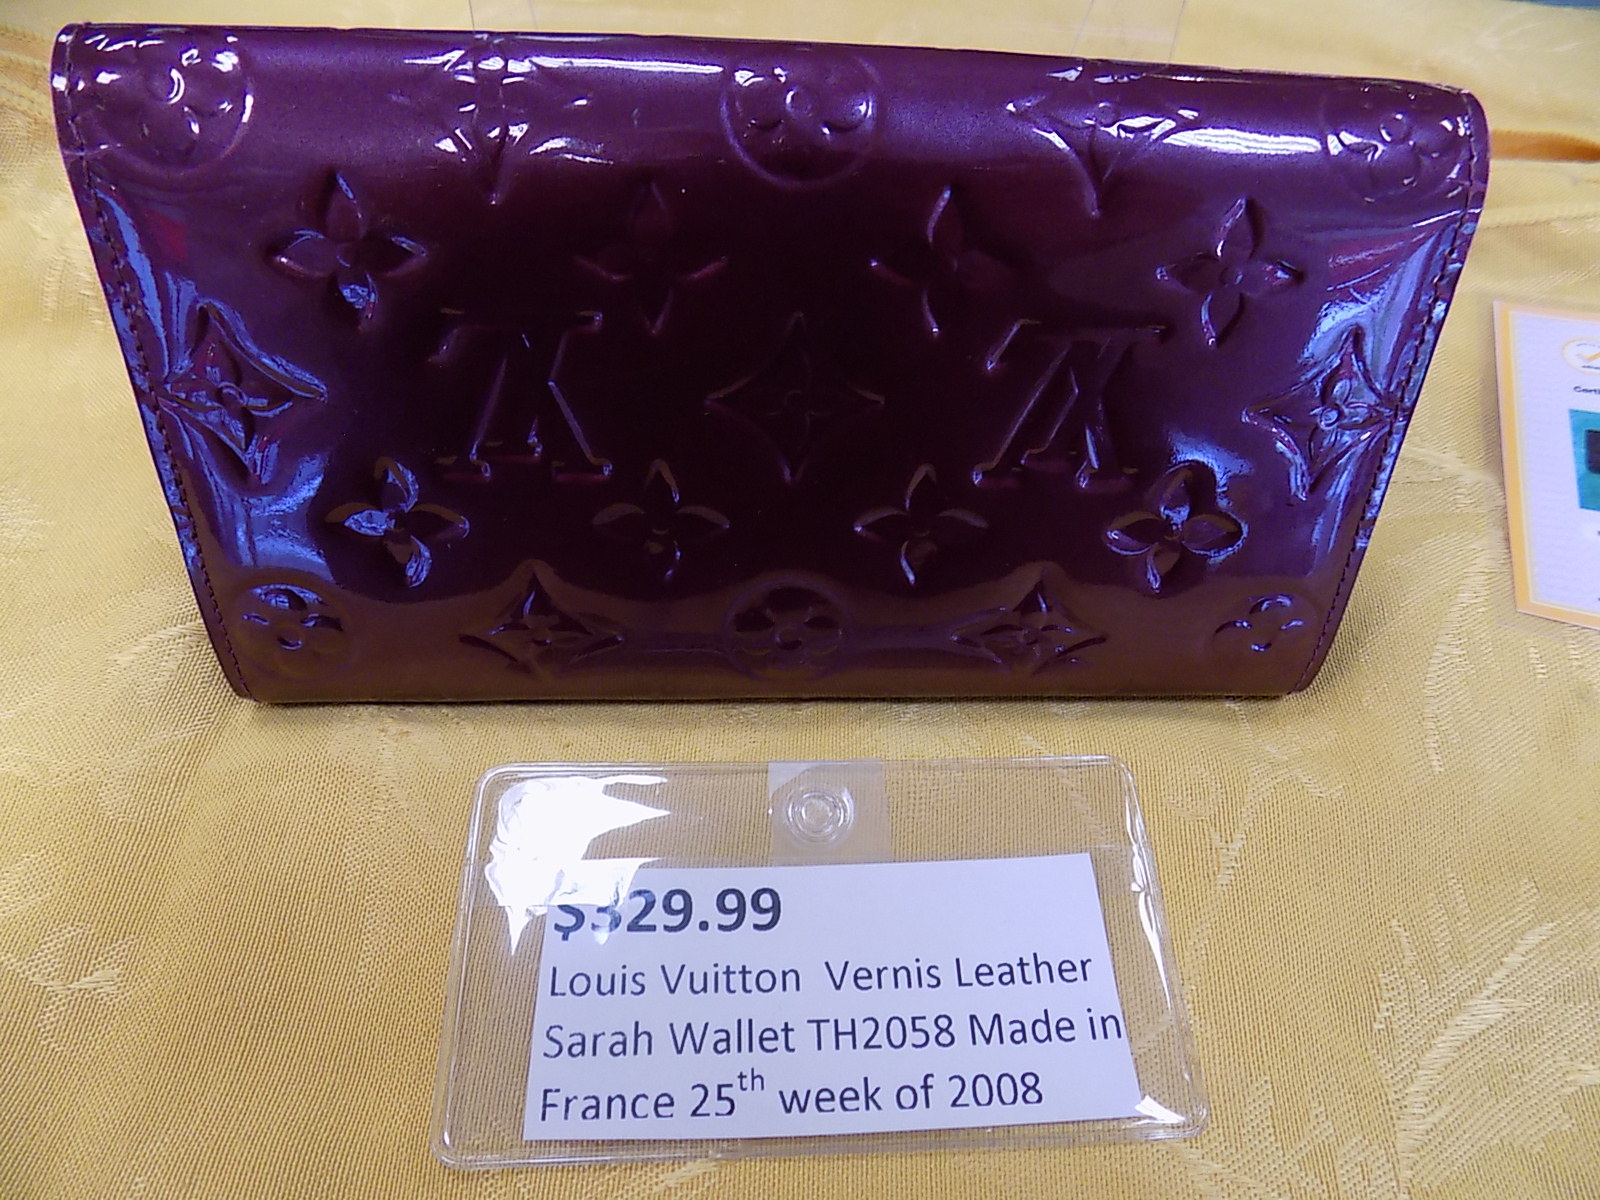 $329.99
Louis Vuitton Vernis Leather
Sarah Wallet TH2058 Made in
France 25th week of 2008